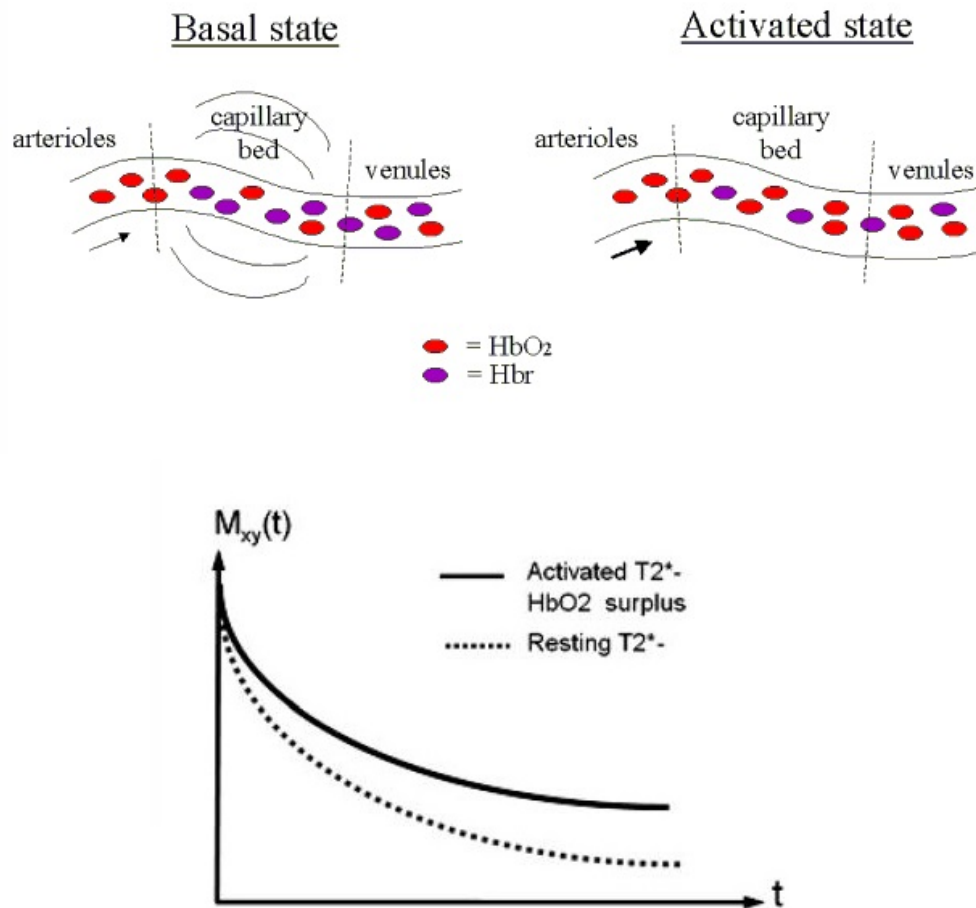 Basal state
Activated state
arterioles
capillary
bed
venules
arterioles
capillary
bed
venules
= HbO₂
= Hbr
Mxy(t)
Activated T2*-
HbO2 surplus
Resting T2*-
t